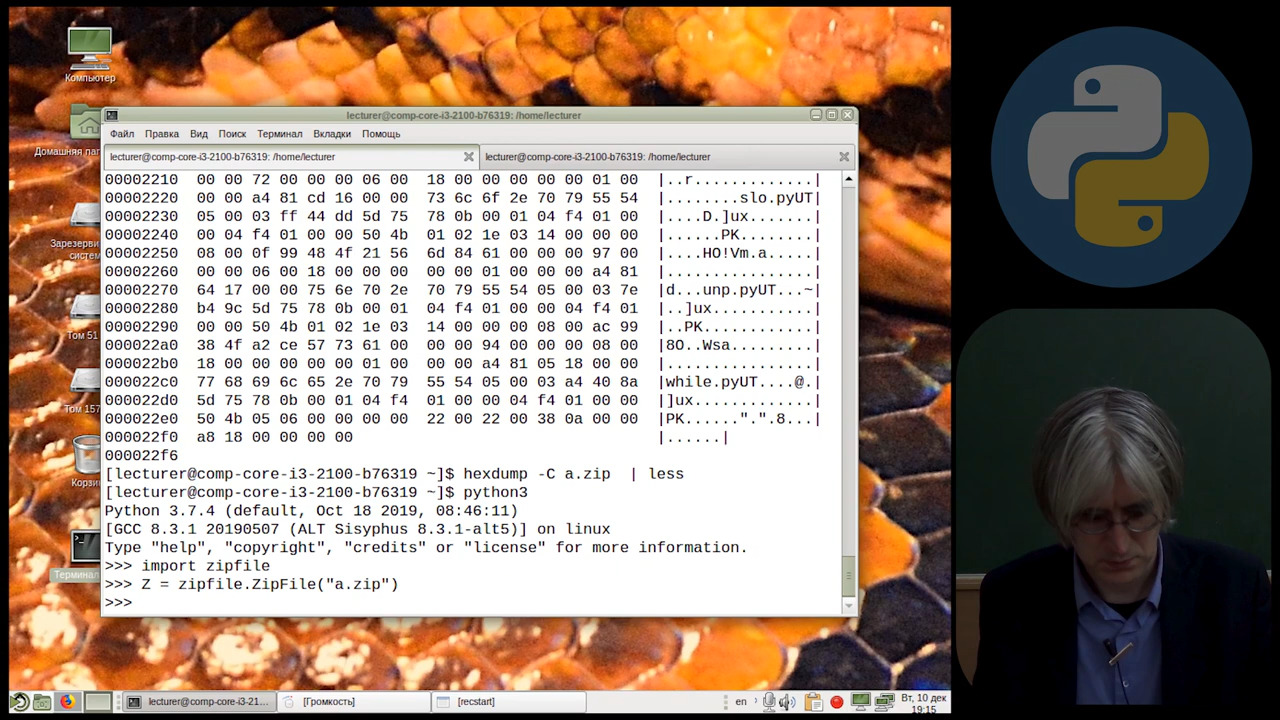 Компьютер
Домашняя пап
Зарезервир
систем
Том 51
Том 157
Корзи
Терминал
lecturer@comp-core-i3-2100-b76319: /home/lecturer
Файл Правка Вид Поиск Терминал Вкладки Помощь
lecturer@comp-core-i3-2100-b76319: /home/lecturer lecturer@comp-core-i3-2100-b76319: /home/lecturer
00002210 00 00 72 00 00 00 06 00 18 00 00 00 00 00 01 00 |..r.............|
00002220 00 00 a4 81 cd 16 00 00 73 6c 6f 2e 70 79 55 54 |........slo.pyUT|
00002230 05 00 03 ff 44 dd 5d 75 78 0b 00 01 04 f4 01 00 |....D.]ux.......|
00002240 00 04 f4 01 00 00 50 4b 01 02 1e 03 14 00 00 00 |......PK........|
00002250 08 00 0f 99 48 4f 21 56 6d 84 61 00 00 00 97 00 |....HO!Vm.a.....|
00002260 00 00 06 00 18 00 00 00 00 00 01 00 00 00 a4 81 |................|
00002270 64 17 00 00 75 6e 70 2e 70 79 55 54 05 00 03 7e |d...unp.pyUT...~|
00002280 b4 9c 5d 75 78 0b 00 01 04 f4 01 00 00 04 f4 01 |..]ux...........|
00002290 00 00 50 4b 01 02 1e 03 14 00 00 00 08 00 ac 99 |..PK............|
000022a0 38 4f a2 ce 57 73 61 00 00 00 94 00 00 00 08 00 |8O..Wsa.........|
000022b0 18 00 00 00 00 00 01 00 00 00 a4 81 05 18 00 00 |................|
000022c0 77 68 69 6c 65 2e 70 79 55 54 05 00 03 a4 40 8a |while.pyUT....@.|
000022d0 5d 75 78 0b 00 01 04 f4 01 00 00 04 f4 01 00 00 |]ux.............|
000022e0 50 4b 05 06 00 00 00 00 22 00 22 00 38 0a 00 00 |PK......".".8...|
000022f0 a8 18 00 00 00 00 |......|
000022f6
[lecturer@comp-core-i3-2100-b76319 ~]$ hexdump -C a.zip | less
[lecturer@comp-core-i3-2100-b76319 ~]$ python3
Python 3.7.4 (default, Oct 18 2019, 08:46:11)
[GCC 8.3.1 20190507 (ALT Sisyphus 8.3.1-alt5)] on linux
Type "help", "copyright", "credits" or "license" for more information.
>>> import zipfile
>>> Z = zipfile.ZipFile("a.zip")
>>>
lecturer@comp-core-i3-21... [Громкость] [recstart] en Вт, 10 дек
19:15